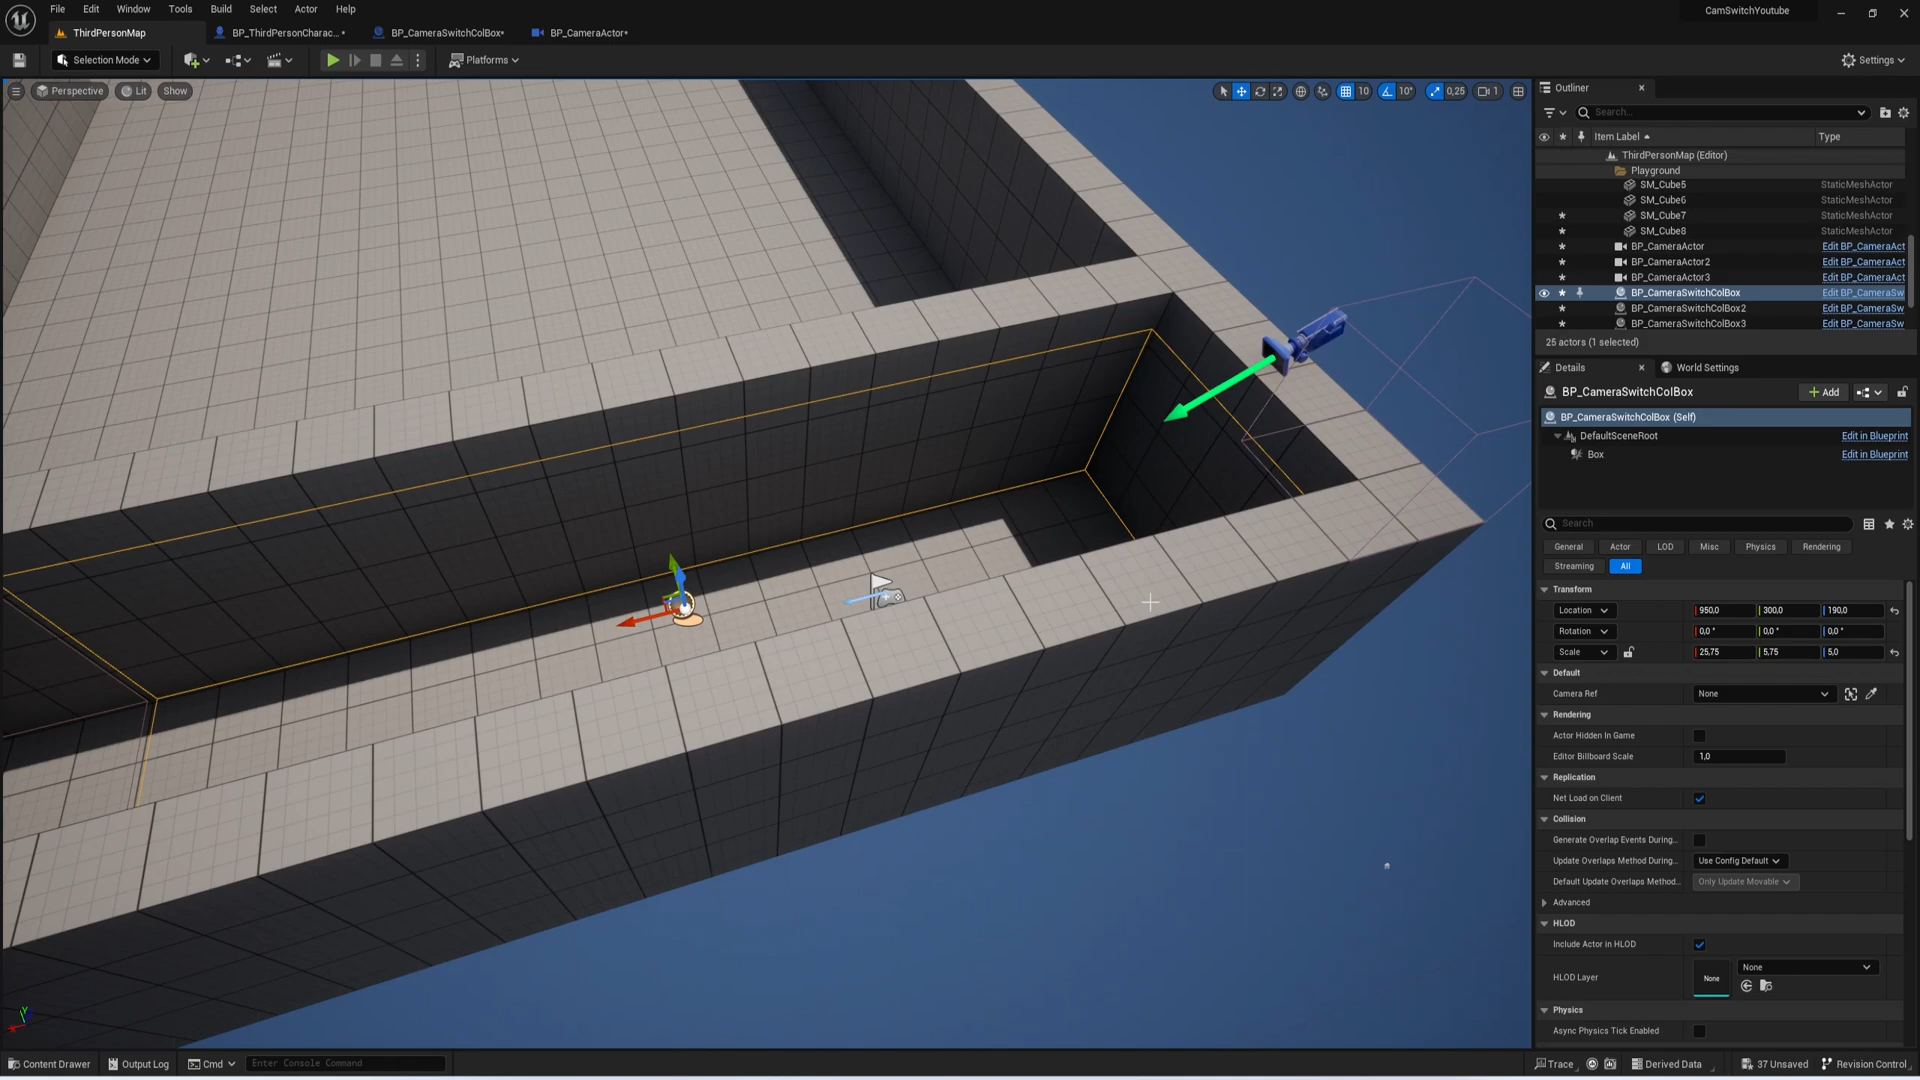 File Edit Window Tools Build Select Actor Help
CamSwitchYoutube
ThirdPersonMap
BP_ThirdPersonCharac...*
BP_CameraSwitchColBox*
BP_CameraActor*
Selection Mode
Platforms
Settings
Perspective
Lit
Show
10
10°
0,25
1
Outliner
Search...
Item Label
Type
ThirdPersonMap (Editor)
Playground
SM_Cube5 StaticMeshActor
SM_Cube6 StaticMeshActor
SM_Cube7 StaticMeshActor
SM_Cube8 StaticMeshActor
BP_CameraActor Edit BP_CameraAct
BP_CameraActor2 Edit BP_CameraAct
BP_CameraActor3 Edit BP_CameraAct
BP_CameraSwitchColBox Edit BP_CameraSw
BP_CameraSwitchColBox2 Edit BP_CameraSw
BP_CameraSwitchColBox3 Edit BP_CameraSw
25 actors (1 selected)
Details
World Settings
BP_CameraSwitchColBox
Add
BP_CameraSwitchColBox (Self)
DefaultSceneRoot Edit in Blueprint
Box Edit in Blueprint
Search
General Actor LOD Misc Physics Rendering
Streaming All
Transform
Location 950,0 300,0 190,0
Rotation 0,0 ° 0,0 ° 0,0 °
Scale 25,75 5,75 5,0
Default
Camera Ref None
Rendering
Actor Hidden In Game
Editor Billboard Scale 1,0
Replication
Net Load on Client
Collision
Generate Overlap Events During...
Update Overlaps Method During... Use Config Default
Default Update Overlaps Method... Only Update Movable
Advanced
HLOD
Include Actor in HLOD
HLOD Layer None None
Physics
Async Physics Tick Enabled
Content Drawer
Output Log
Cmd
Enter Console Command
Trace
Derived Data
37 Unsaved
Revision Control